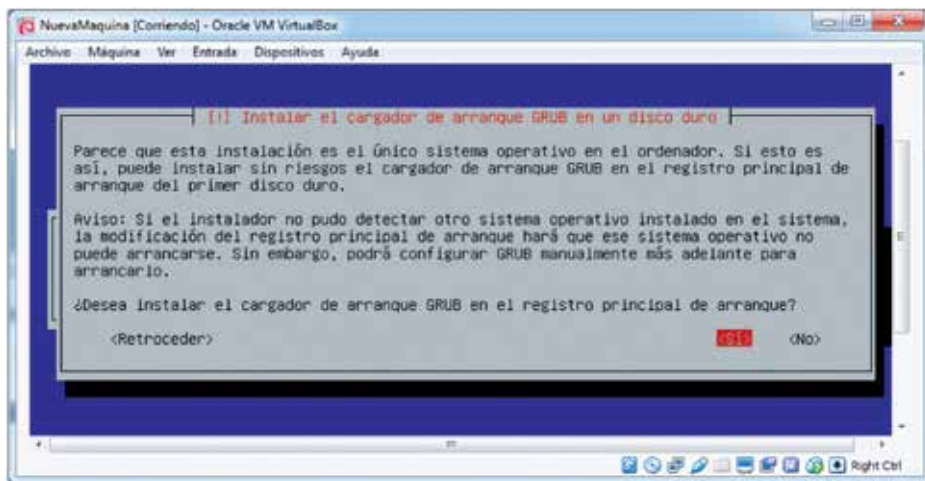 NuevaMaquina [Corriendo] - Oracle VM VirtualBox
Archivo Máquina Ver Entrada Dispositivos Ayuda
[!] Instalar el cargador de arranque GRUB en un disco duro
Parece que esta instalación es el único sistema operativo en el ordenador. Si esto es
así, puede instalar sin riesgos el cargador de arranque GRUB en el registro principal de
arranque del primer disco duro.
Aviso: Si el instalador no pudo detectar otro sistema operativo instalado en el sistema,
la modificación del registro principal de arranque hará que ese sistema operativo no
puede arrancarse. Sin embargo, podrá configurar GRUB manualmente más adelante para
arrancarlo.
¿Desea instalar el cargador de arranque GRUB en el registro principal de arranque?
<Retroceder> <Sí> <No>
Right Ctrl